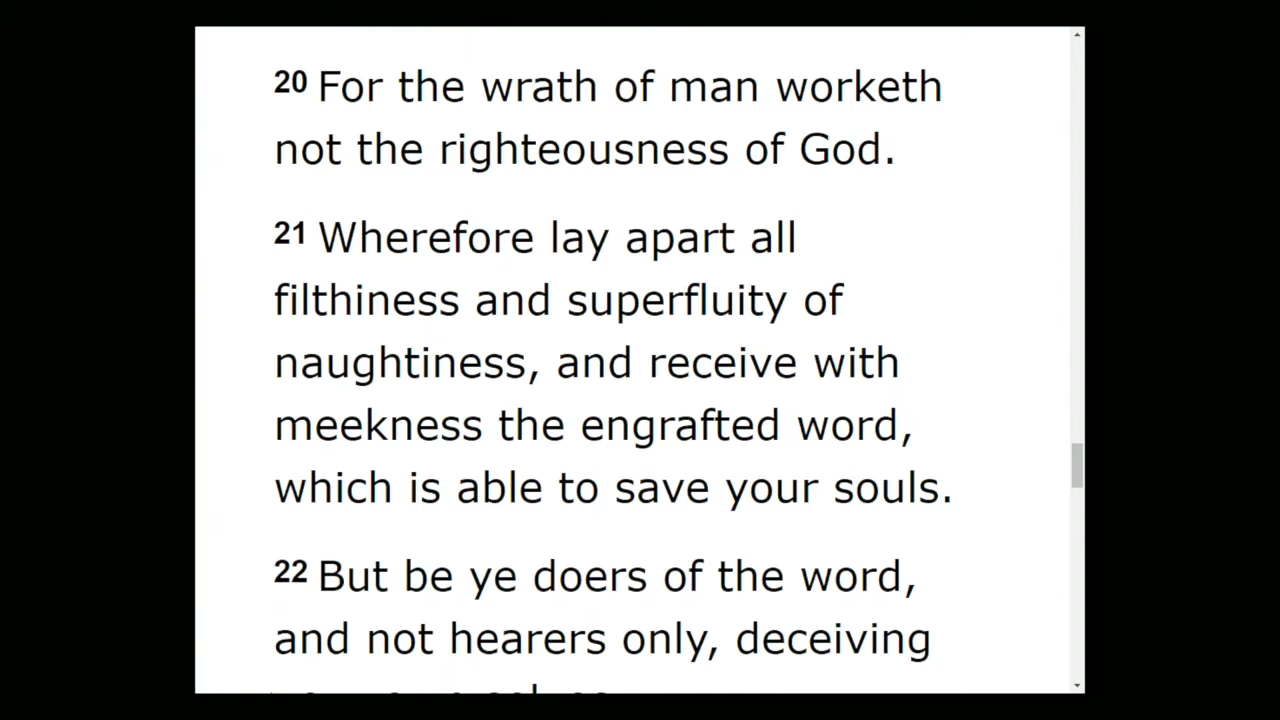 20 For the wrath of man worketh
not the righteousness of God.
21 Wherefore lay apart all
filthiness and superfluity of
naughtiness, and receive with
meekness the engrafted word,
which is able to save your souls.
22 But be ye doers of the word,
and not hearers only, deceiving